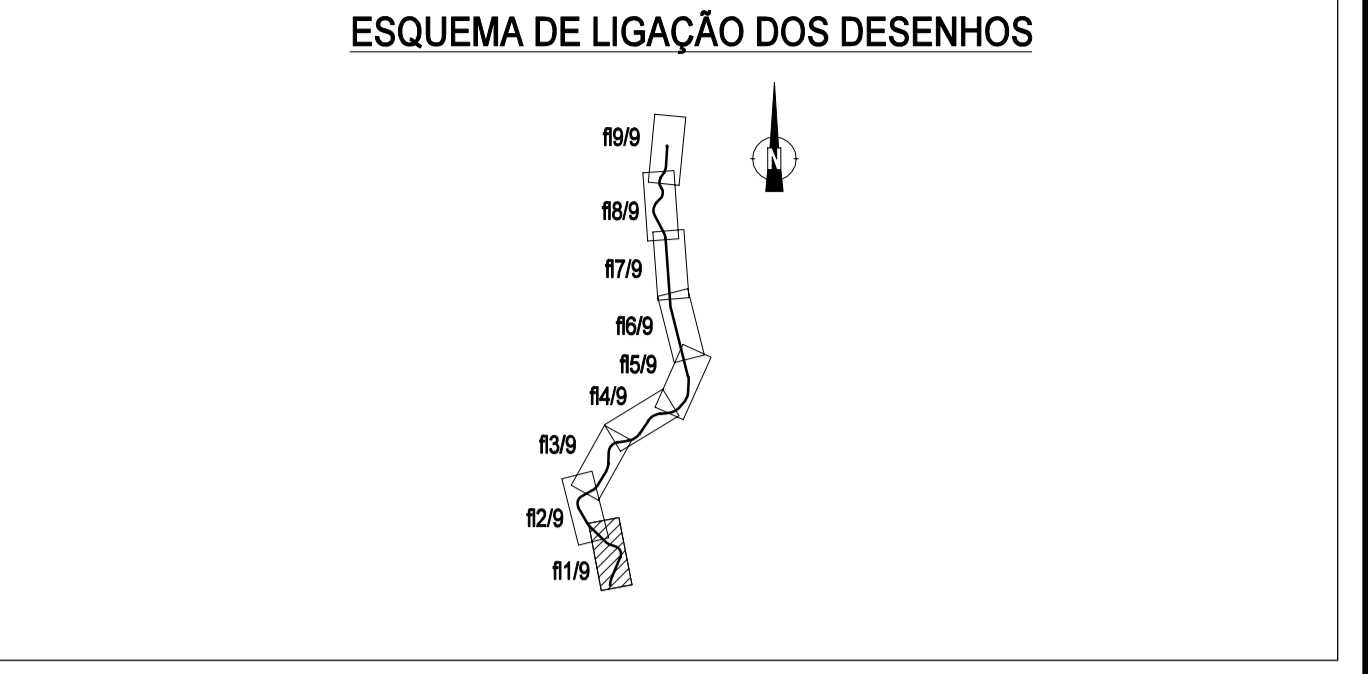 ESQUEMA DE LIGAÇÃO DOS DESENHOS
fl9/9
N
fl8/9
fl7/9
fl6/9
fl5/9
fl4/9
fl3/9
fl2/9
fl1/9